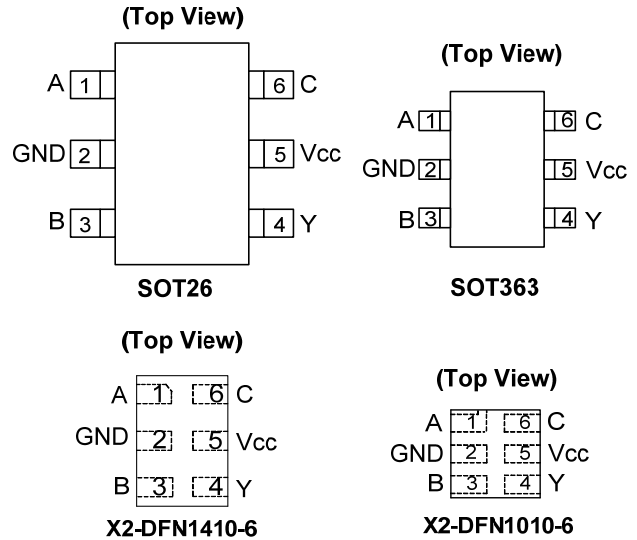 (Top View)
A 1 6 C
GND 2 5 Vcc
B 3 4 Y
SOT26
(Top View)
A 1 6 C
GND 2 5 Vcc
B 3 4 Y
SOT363
(Top View)
A 1 6 C
GND 2 5 Vcc
B 3 4 Y
X2-DFN1410-6
(Top View)
A 1 6 C
GND 2 5 Vcc
B 3 4 Y
X2-DFN1010-6